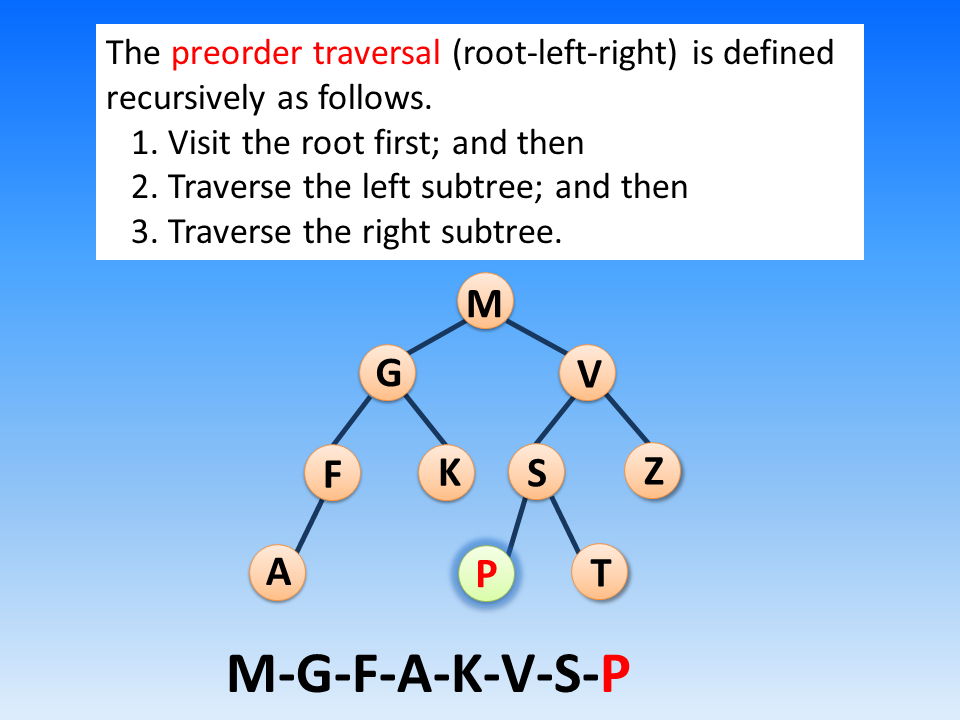 The preorder traversal (root-left-right) is defined
recursively as follows.
1. Visit the root first; and then
2. Traverse the left subtree; and then
3. Traverse the right subtree.
M
G
V
F
K
S
Z
A
P
T
M-G-F-A-K-V-S-P